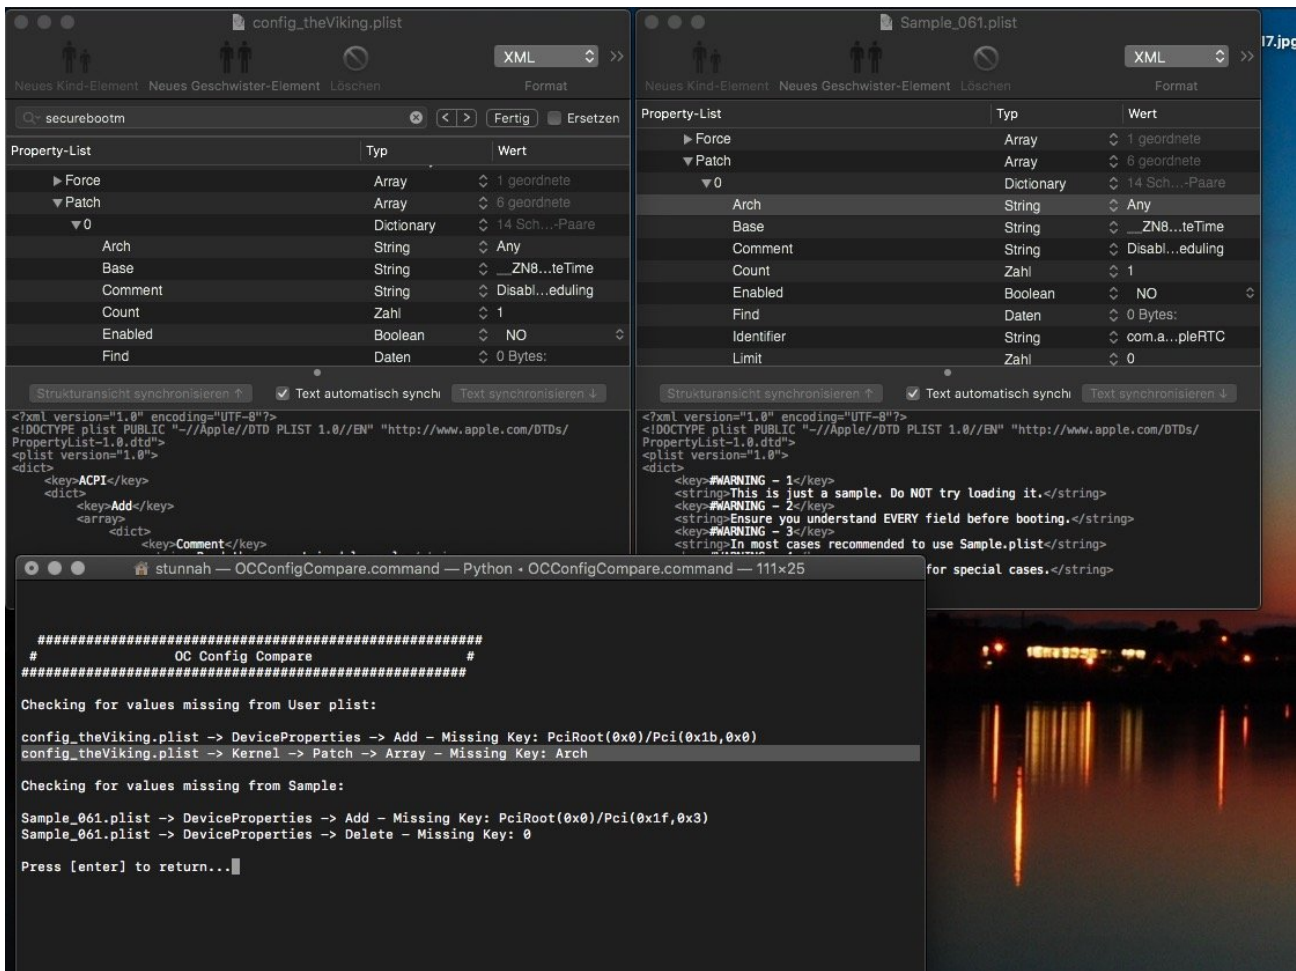 config_theViking.plist
XML
Neues Kind-Element Neues Geschwister-Element Löschen Format
securebootm Fertig Ersetzen
Property-List Typ Wert
Force Array 1 geordnete
Patch Array 6 geordnete
0 Dictionary 14 Sch...-Paare
Arch String Any
Base String __ZN8...teTime
Comment String Disabl...eduling
Count Zahl 1
Enabled Boolean NO
Find Daten 0 Bytes:
Strukturansicht synchronisieren ↑ Text automatisch synchi Text synchronisieren ↓
<?xml version="1.0" encoding="UTF-8"?>
<!DOCTYPE plist PUBLIC "-//Apple//DTD PLIST 1.0//EN" "http://www.apple.com/DTDs/
PropertyList-1.0.dtd">
<plist version="1.0">
<dict>
<key>ACPI</key>
<dict>
<key>Add</key>
<array>
<dict>
<key>Comment</key>
Sample_061.plist
XML
Neues Kind-Element Neues Geschwister-Element Löschen Format
Property-List Typ Wert
Force Array 1 geordnete
Patch Array 6 geordnete
0 Dictionary 14 Sch...-Paare
Arch String Any
Base String __ZN8...teTime
Comment String Disabl...eduling
Count Zahl 1
Enabled Boolean NO
Find Daten 0 Bytes:
Identifier String com.a...pleRTC
Limit Zahl 0
Strukturansicht synchronisieren ↑ Text automatisch synchi Text synchronisieren ↓
<?xml version="1.0" encoding="UTF-8"?>
<!DOCTYPE plist PUBLIC "-//Apple//DTD PLIST 1.0//EN" "http://www.apple.com/DTDs/
PropertyList-1.0.dtd">
<plist version="1.0">
<dict>
<key>#WARNING - 1</key>
<string>This is just a sample. Do NOT try loading it.</string>
<key>#WARNING - 2</key>
<string>Ensure you understand EVERY field before booting.</string>
<key>#WARNING - 3</key>
<string>In most cases recommended to use Sample.plist</string>
for special cases.</string>
l7.jpg
stunnah — OCConfigCompare.command — Python • OCConfigCompare.command — 111×25
#######################################################
# OC Config Compare #
#######################################################
Checking for values missing from User plist:
config_theViking.plist -> DeviceProperties -> Add - Missing Key: PciRoot(0x0)/Pci(0x1b,0x0)
config_theViking.plist -> Kernel -> Patch -> Array - Missing Key: Arch
Checking for values missing from Sample:
Sample_061.plist -> DeviceProperties -> Add - Missing Key: PciRoot(0x0)/Pci(0x1f,0x3)
Sample_061.plist -> DeviceProperties -> Delete - Missing Key: 0
Press [enter] to return...